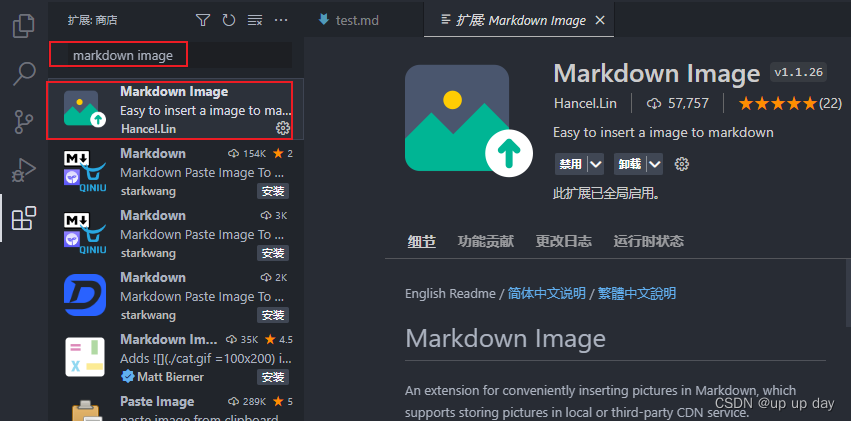 扩展: 商店
markdown image
Markdown Image
Easy to insert a image to ma...
Hancel.Lin
Markdown 154K ★ 2
Markdown Paste Image To ...
starkwang 安装
Markdown 3K
Markdown Paste Image To ...
starkwang 安装
Markdown 2K
Markdown Paste Image To ...
starkwang 安装
Markdown Im... 35K ★ 4.5
Adds ![](./cat.gif =100x200) i...
Matt Bierner 安装
Paste Image 289K ★ 5
paste image from clipboard
M
QINIU
M
QINIU
test.md
扩展: Markdown Image
Markdown Image v1.1.26
Hancel.Lin 57,757 ★★★★★(22)
Easy to insert a image to markdown
禁用 卸载
此扩展已全局启用。
细节 功能贡献 更改日志 运行时状态
English Readme / 简体中文说明 / 繁體中文說明
Markdown Image
An extension for conveniently inserting pictures in Markdown, which
supports storing pictures in local or third-party CDN service.
CSDN @up up day